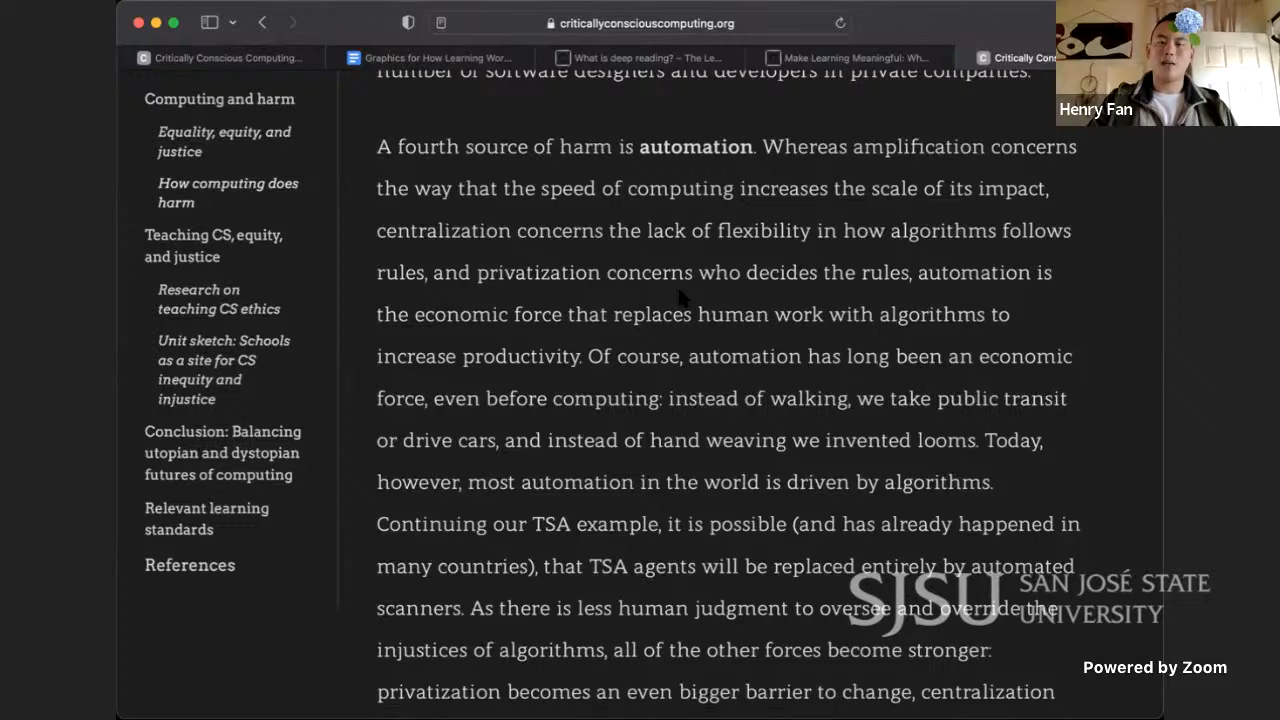 criticallyconsciouscomputing.org
Critically Conscious Computing...
Graphics for How Learning Wor...
What is deep reading? – The Le...
Make Learning Meaningful: Wh...
Critically Cons
Henry Fan
Computing and harm
Equality, equity, and
justice
How computing does
harm
Teaching CS, equity,
and justice
Research on
teaching CS ethics
Unit sketch: Schools
as a site for CS
inequity and
injustice
Conclusion: Balancing
utopian and dystopian
futures of computing
Relevant learning
standards
References
number of software designers and developers in private companies.
A fourth source of harm is automation. Whereas amplification concerns
the way that the speed of computing increases the scale of its impact,
centralization concerns the lack of flexibility in how algorithms follows
rules, and privatization concerns who decides the rules, automation is
the economic force that replaces human work with algorithms to
increase productivity. Of course, automation has long been an economic
force, even before computing: instead of walking, we take public transit
or drive cars, and instead of hand weaving we invented looms. Today,
however, most automation in the world is driven by algorithms.
Continuing our TSA example, it is possible (and has already happened in
many countries), that TSA agents will be replaced entirely by automated
scanners. As there is less human judgment to oversee and override the
injustices of algorithms, all of the other forces become stronger:
privatization becomes an even bigger barrier to change, centralization
SJSU SAN JOSÉ STATE
UNIVERSITY
Powered by Zoom